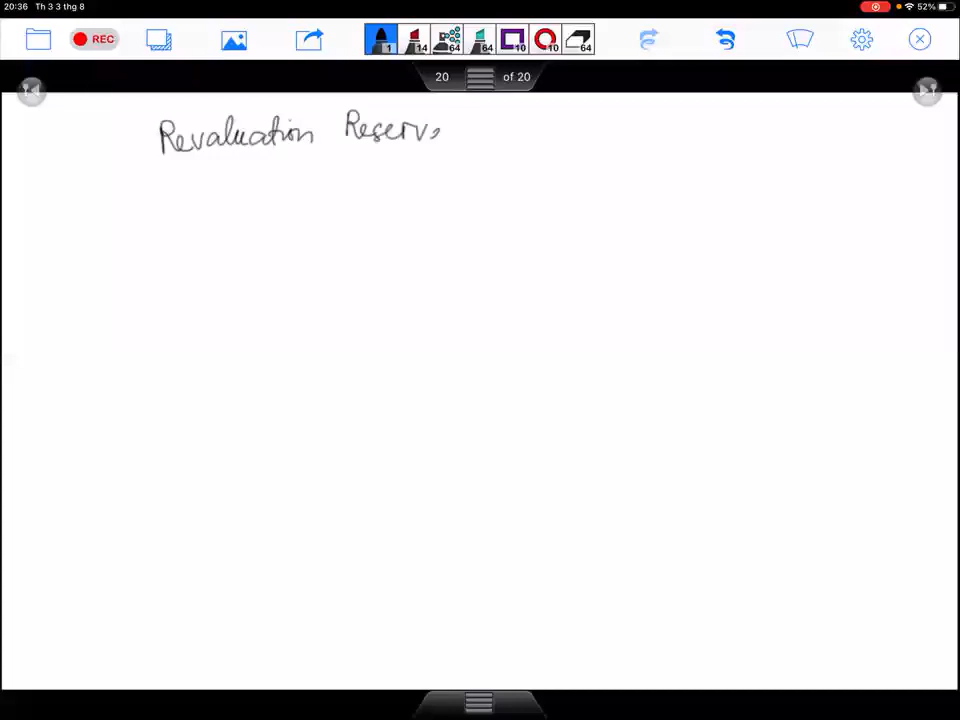 20:36 Th 3 3 thg 8 52%
REC 1 14 64 64 10 10 64
20 of 20
Revaluation Reserv